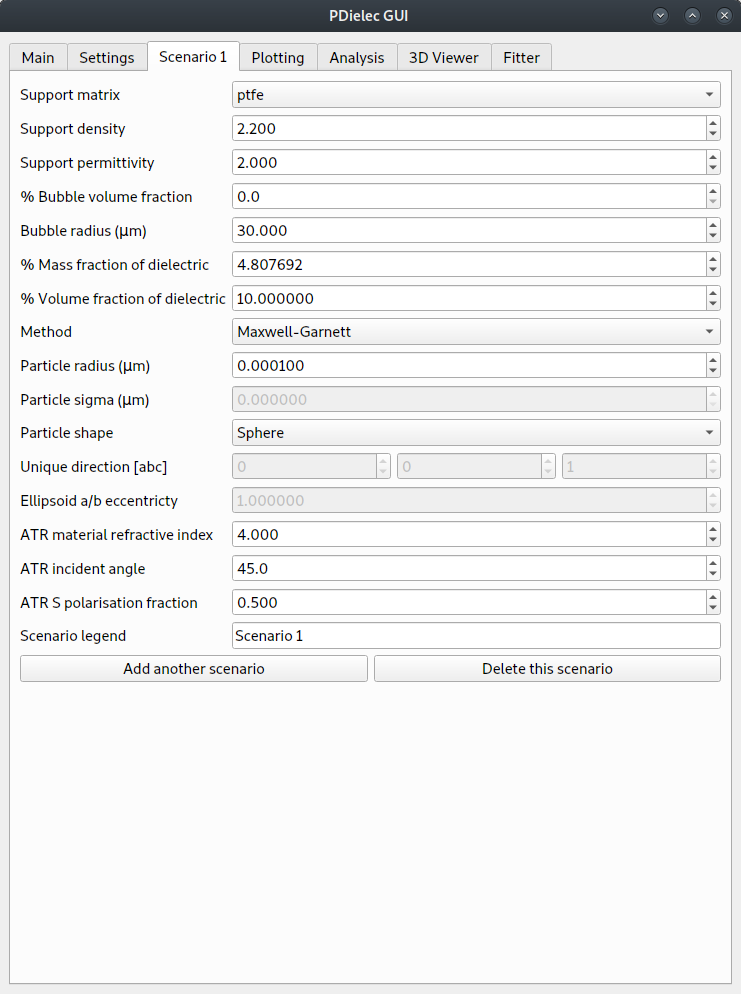 PDielec GUI
Main Settings Scenario 1 Plotting Analysis 3D Viewer Fitter
Support matrix ptfe
Support density 2.200
Support permittivity 2.000
% Bubble volume fraction 0.0
Bubble radius (μm) 30.000
% Mass fraction of dielectric 4.807692
% Volume fraction of dielectric 10.000000
Method Maxwell-Garnett
Particle radius (μm) 0.000100
Particle sigma (μm) 0.000000
Particle shape Sphere
Unique direction [abc] 0 0 1
Ellipsoid a/b eccentricty 1.000000
ATR material refractive index 4.000
ATR incident angle 45.0
ATR S polarisation fraction 0.500
Scenario legend Scenario 1
Add another scenario Delete this scenario